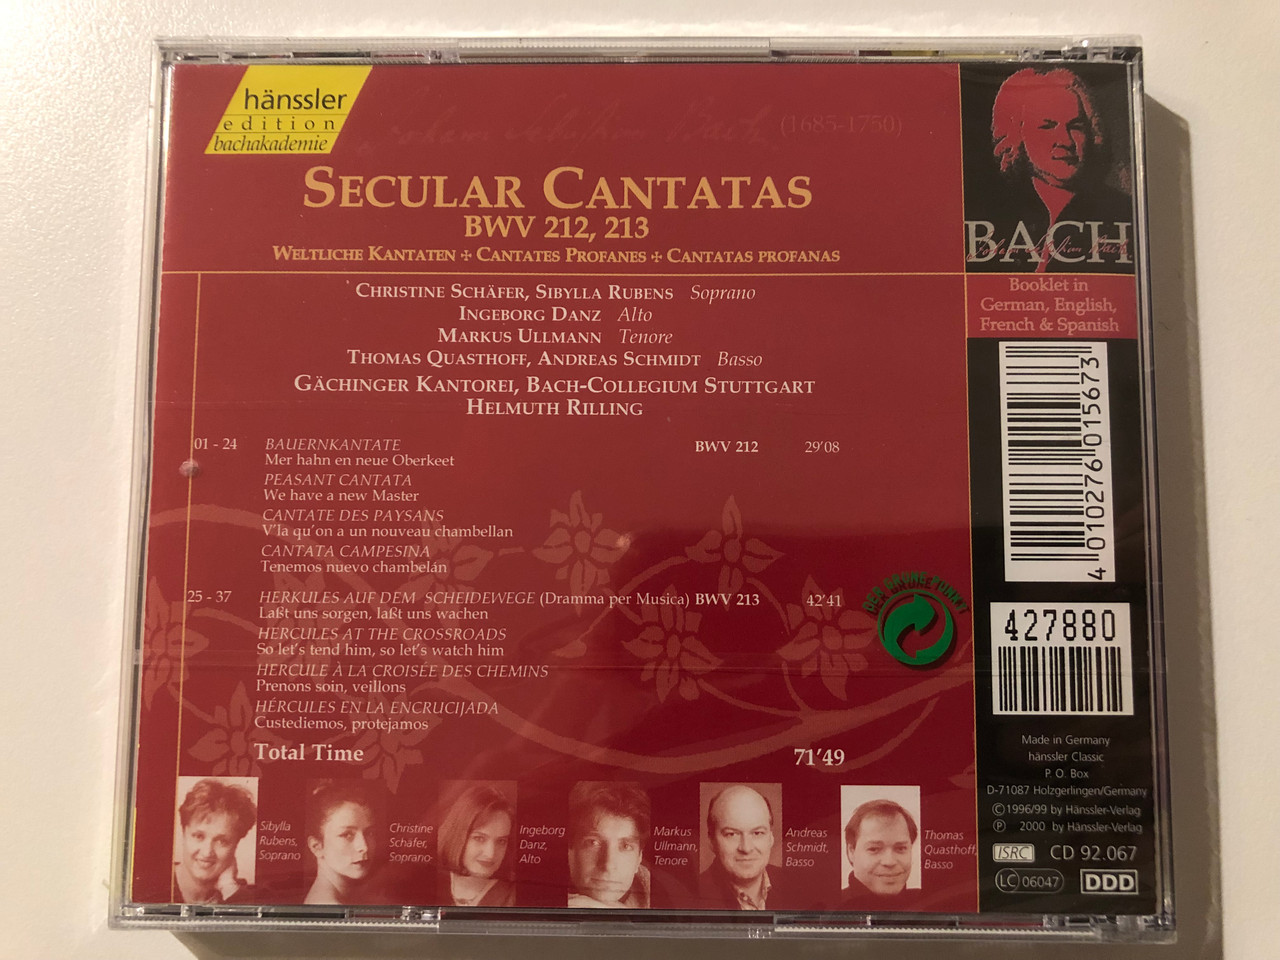 hänssler
edition
bachakademie
(1685-1750)
SECULAR CANTATAS
BWV 212, 213
WELTLICHE KANTATEN + CANTATES PROFANES + CANTATAS PROFANAS
CHRISTINE SCHÄFER, SIBYLLA RUBENS Soprano
INGEBORG DANZ Alto
MARKUS ULLMANN Tenore
THOMAS QUASTHOFF, ANDREAS SCHMIDT Basso
GÄCHINGER KANTOREI, BACH-COLLEGIUM STUTTGART
HELMUTH RILLING
01 - 24 BAUERNKANTATE BWV 212 29'08
Mer hahn en neue Oberkeet
PEASANT CANTATA
We have a new Master
CANTATE DES PAYSANS
V'la qu'on a un nouveau chambellan
CANTATA CAMPESINA
Tenemos nuevo chambelán
25 - 37 HERKULES AUF DEM SCHEIDEWEGE (Dramma per Musica) BWV 213 42'41
Laßt uns sorgen, laßt uns wachen
HERCULES AT THE CROSSROADS
So let's tend him, so let's watch him
HERCULE À LA CROISÉE DES CHEMINS
Prenons soin, veillons
HÉRCULES EN LA ENCRUCIJADA
Custediemos, protejamos
Total Time 71'49
Sibylla
Rubens,
Soprano
Christine
Schäfer,
Soprano
Ingeborg
Danz,
Alto
Markus
Ullmann,
Tenore
Andreas
Schmidt,
Basso
Thomas
Quasthoff,
Basso
DER GRÜNE PUNKT
BACH
Booklet in
German, English,
French & Spanish
4 010276 015673
427880
Made in Germany
hänssler Classic
P. O. Box
D-71087 Holzgerlingen/Germany
©1996/99 by Hänssler-Verlag
℗ 2000 by Hänssler-Verlag
ISRC CD 92.067
LC 06047 DDD